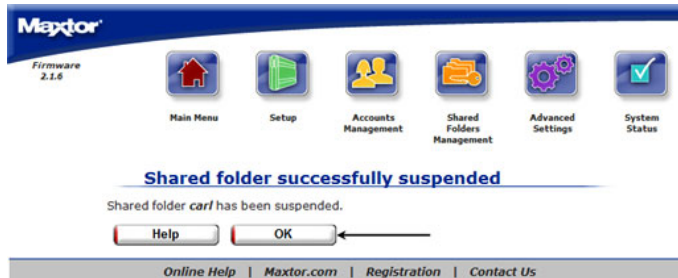 Maxtor
Firmware
2.1.6
Main Menu
Setup
Accounts
Management
Shared
Folders
Management
Advanced
Settings
System
Status
Shared folder successfully suspended
Shared folder carl has been suspended.
Help OK
Online Help | Maxtor.com | Registration | Contact Us